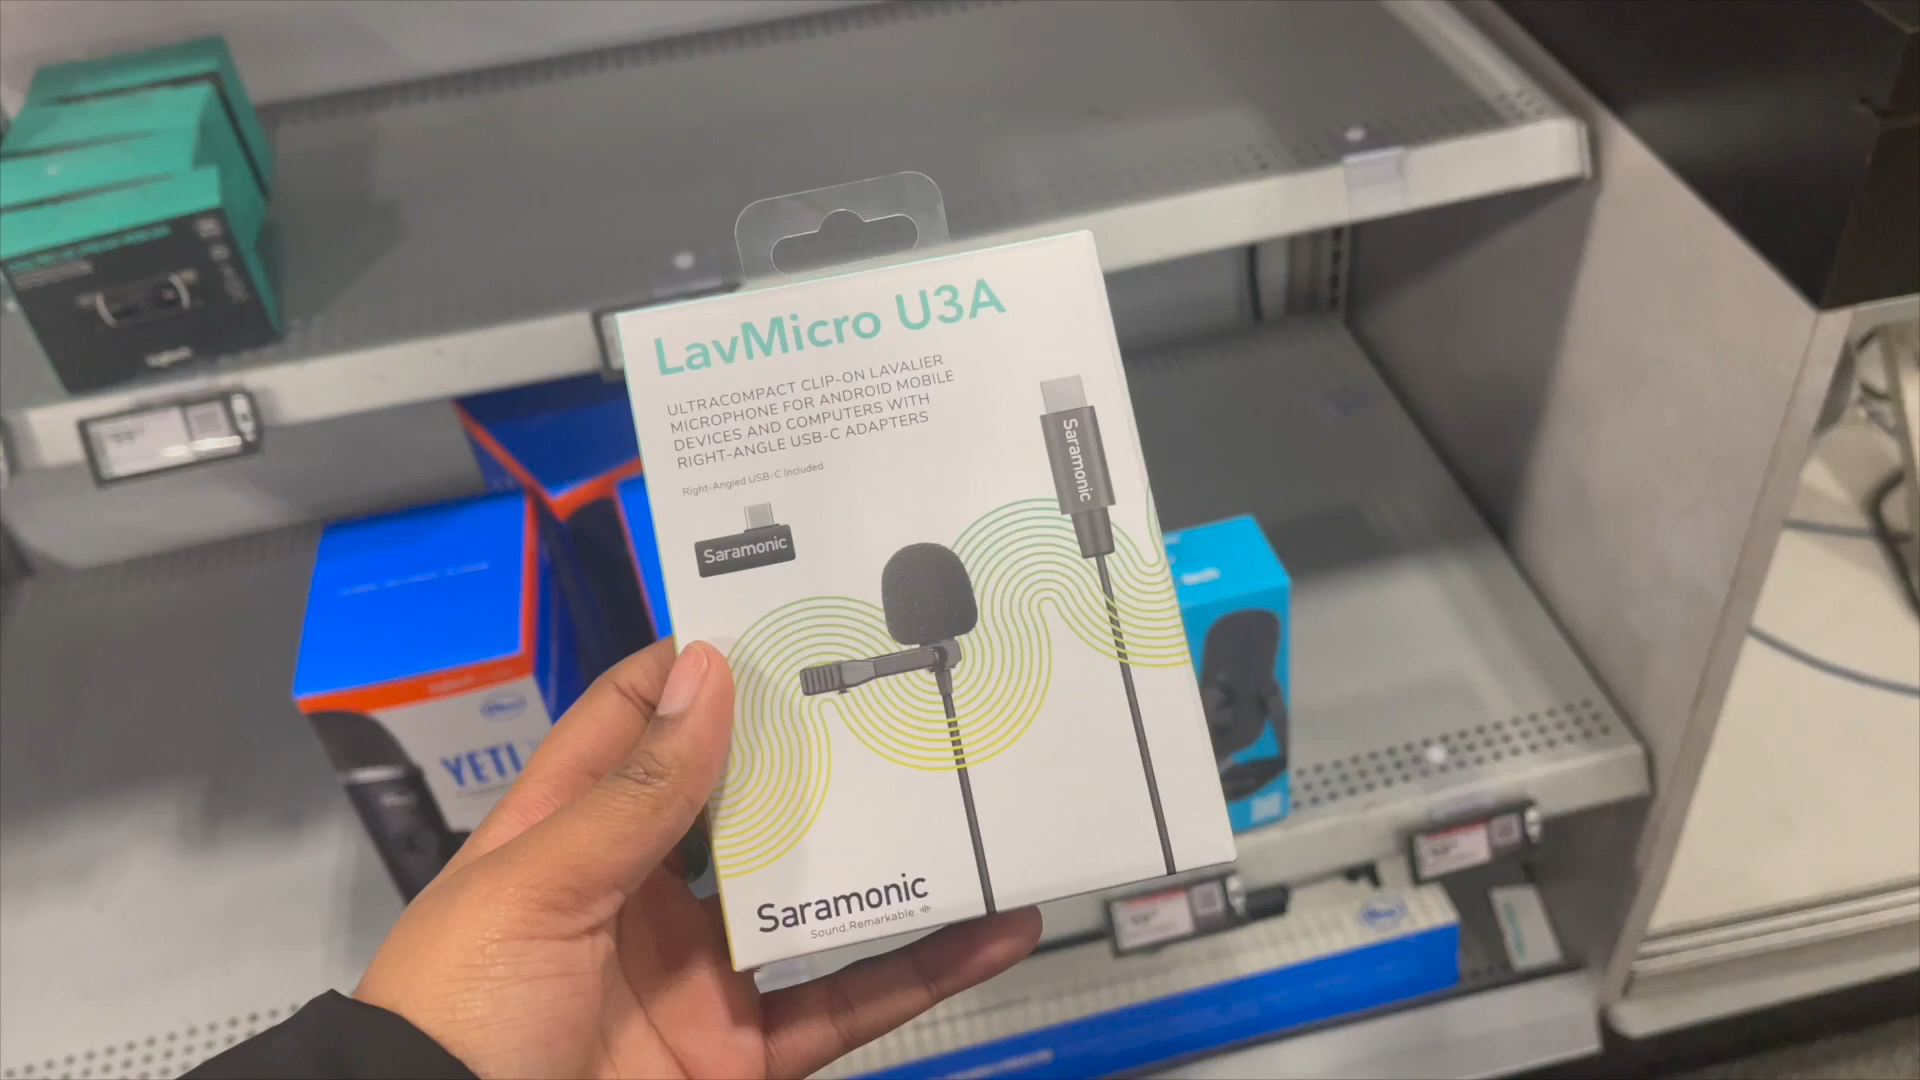 LavMicro U3A
ULTRACOMPACT CLIP-ON LAVALIER
MICROPHONE FOR ANDROID MOBILE
DEVICES AND COMPUTERS WITH
RIGHT-ANGLE USB-C ADAPTERS
Right-Angled USB-C Included
Saramonic
Saramonic
Saramonic
Sound.Remarkable.
YETI